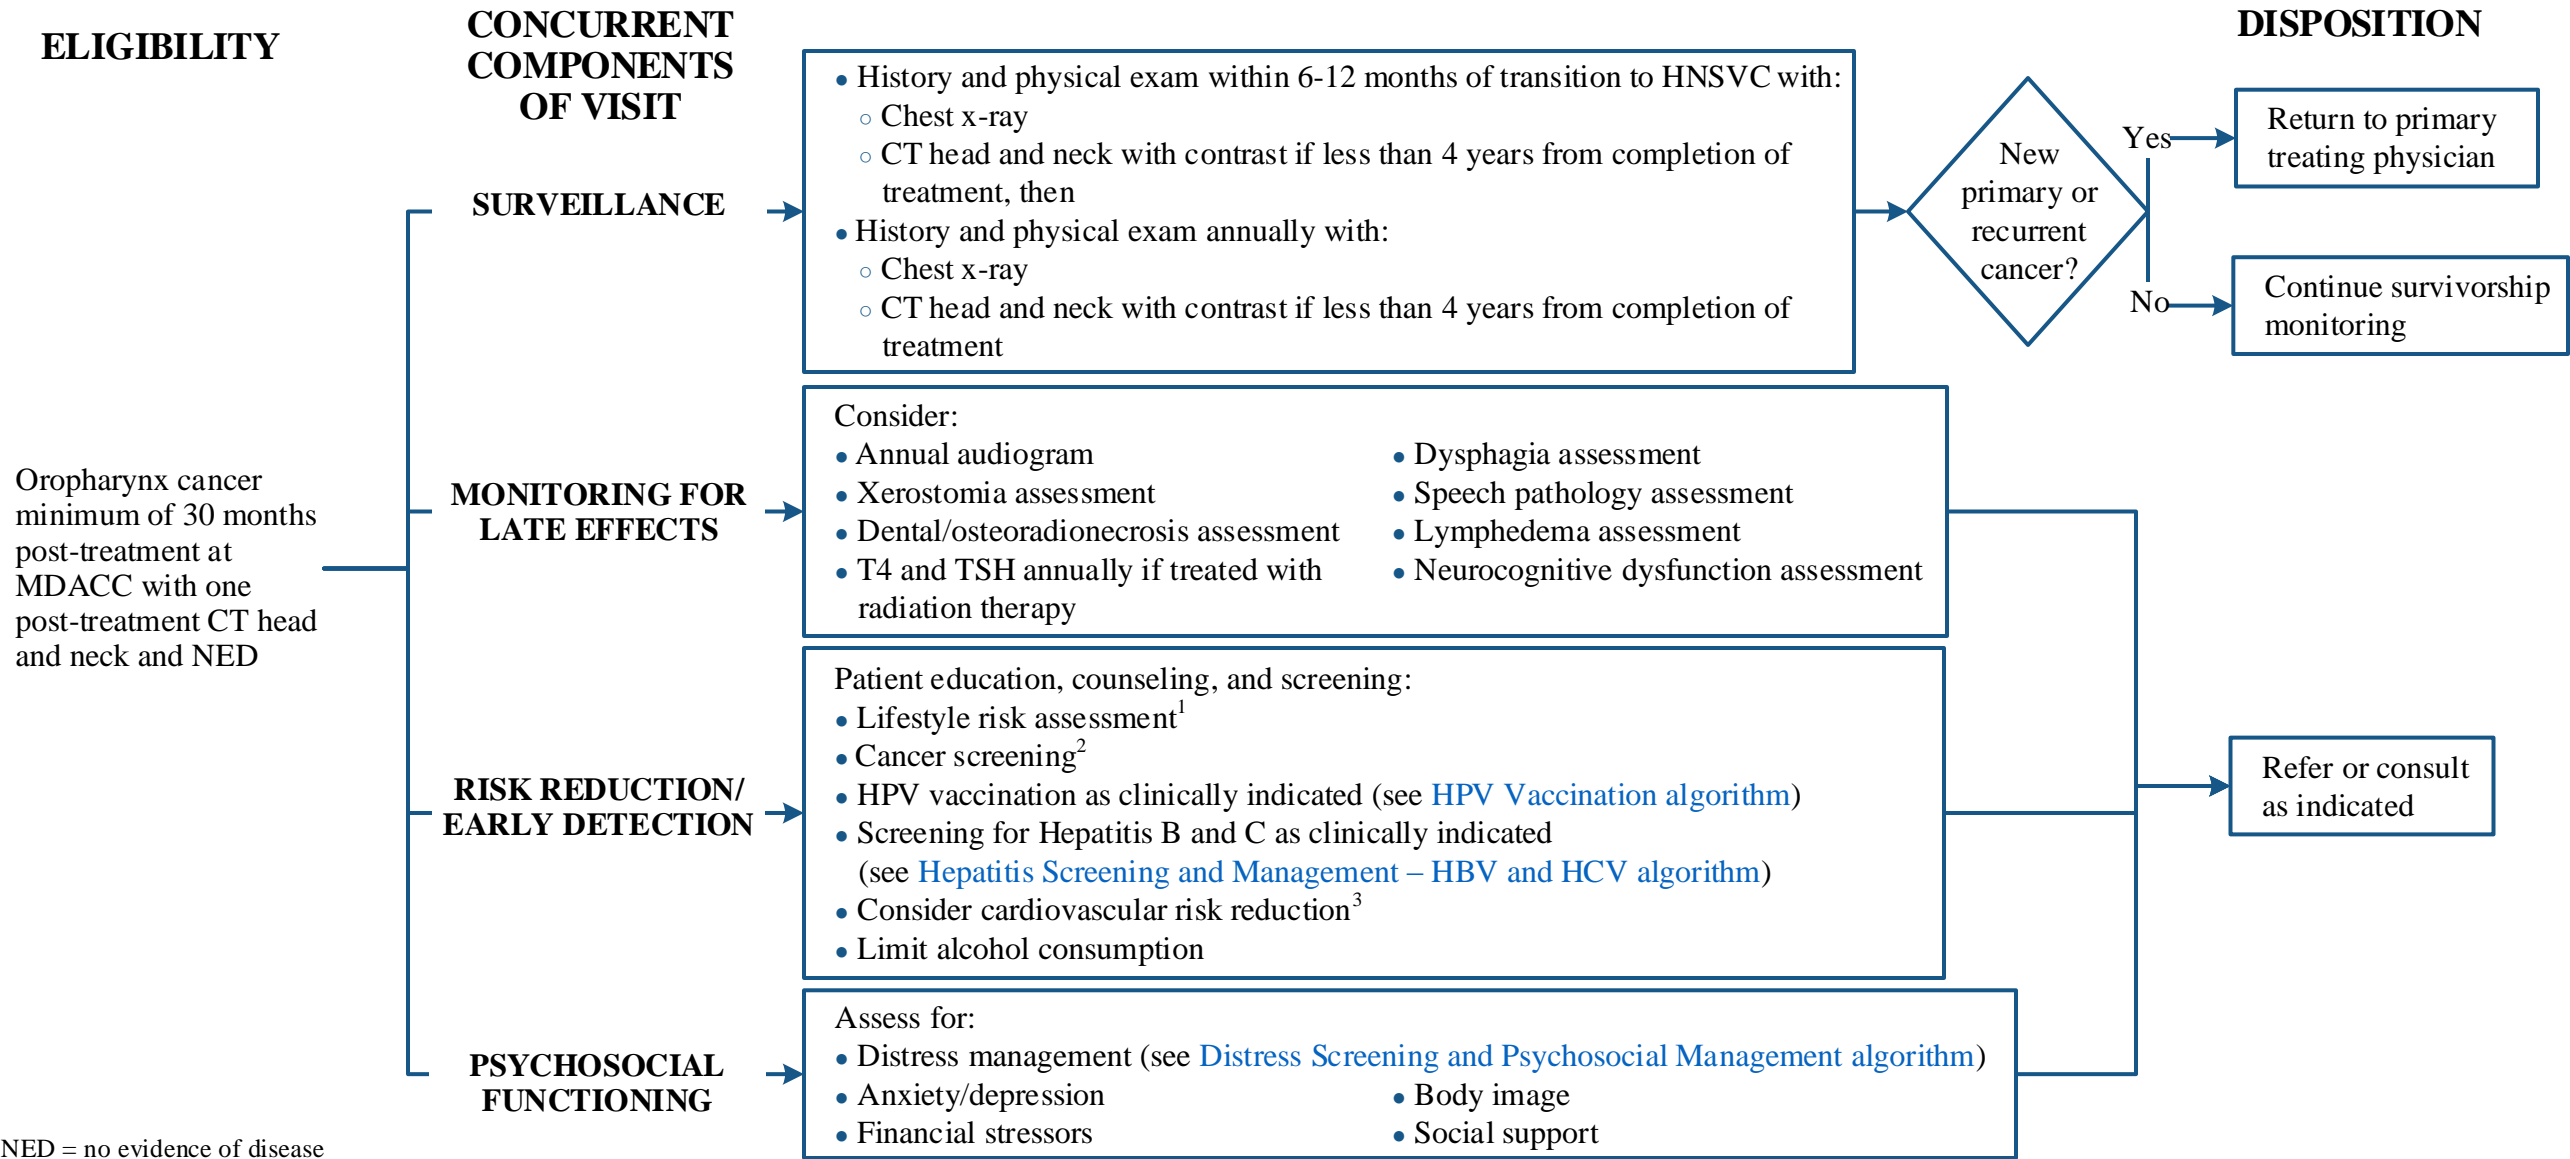 ELIGIBILITY
CONCURRENT
COMPONENTS
OF VISIT
DISPOSITION
Oropharynx cancer
minimum of 30 months
post-treatment at
MDACC with one
post-treatment CT head
and neck and NED
SURVEILLANCE
• History and physical exam within 6-12 months of transition to HNSVC with:
○ Chest x-ray
○ CT head and neck with contrast if less than 4 years from completion of
treatment, then
• History and physical exam annually with:
○ Chest x-ray
○ CT head and neck with contrast if less than 4 years from completion of
treatment
New
primary or
recurrent
cancer?
Yes
Return to primary
treating physician
No
Continue survivorship
monitoring
MONITORING FOR
LATE EFFECTS
Consider:
• Annual audiogram
• Xerostomia assessment
• Dental/osteoradionecrosis assessment
• T4 and TSH annually if treated with
radiation therapy
• Dysphagia assessment
• Speech pathology assessment
• Lymphedema assessment
• Neurocognitive dysfunction assessment
RISK REDUCTION/
EARLY DETECTION
Patient education, counseling, and screening:
• Lifestyle risk assessment1
• Cancer screening2
• HPV vaccination as clinically indicated (see HPV Vaccination algorithm)
• Screening for Hepatitis B and C as clinically indicated
(see Hepatitis Screening and Management – HBV and HCV algorithm)
• Consider cardiovascular risk reduction3
• Limit alcohol consumption
Refer or consult
as indicated
PSYCHOSOCIAL
FUNCTIONING
Assess for:
• Distress management (see Distress Screening and Psychosocial Management algorithm)
• Anxiety/depression
• Financial stressors
• Body image
• Social support
NED = no evidence of disease